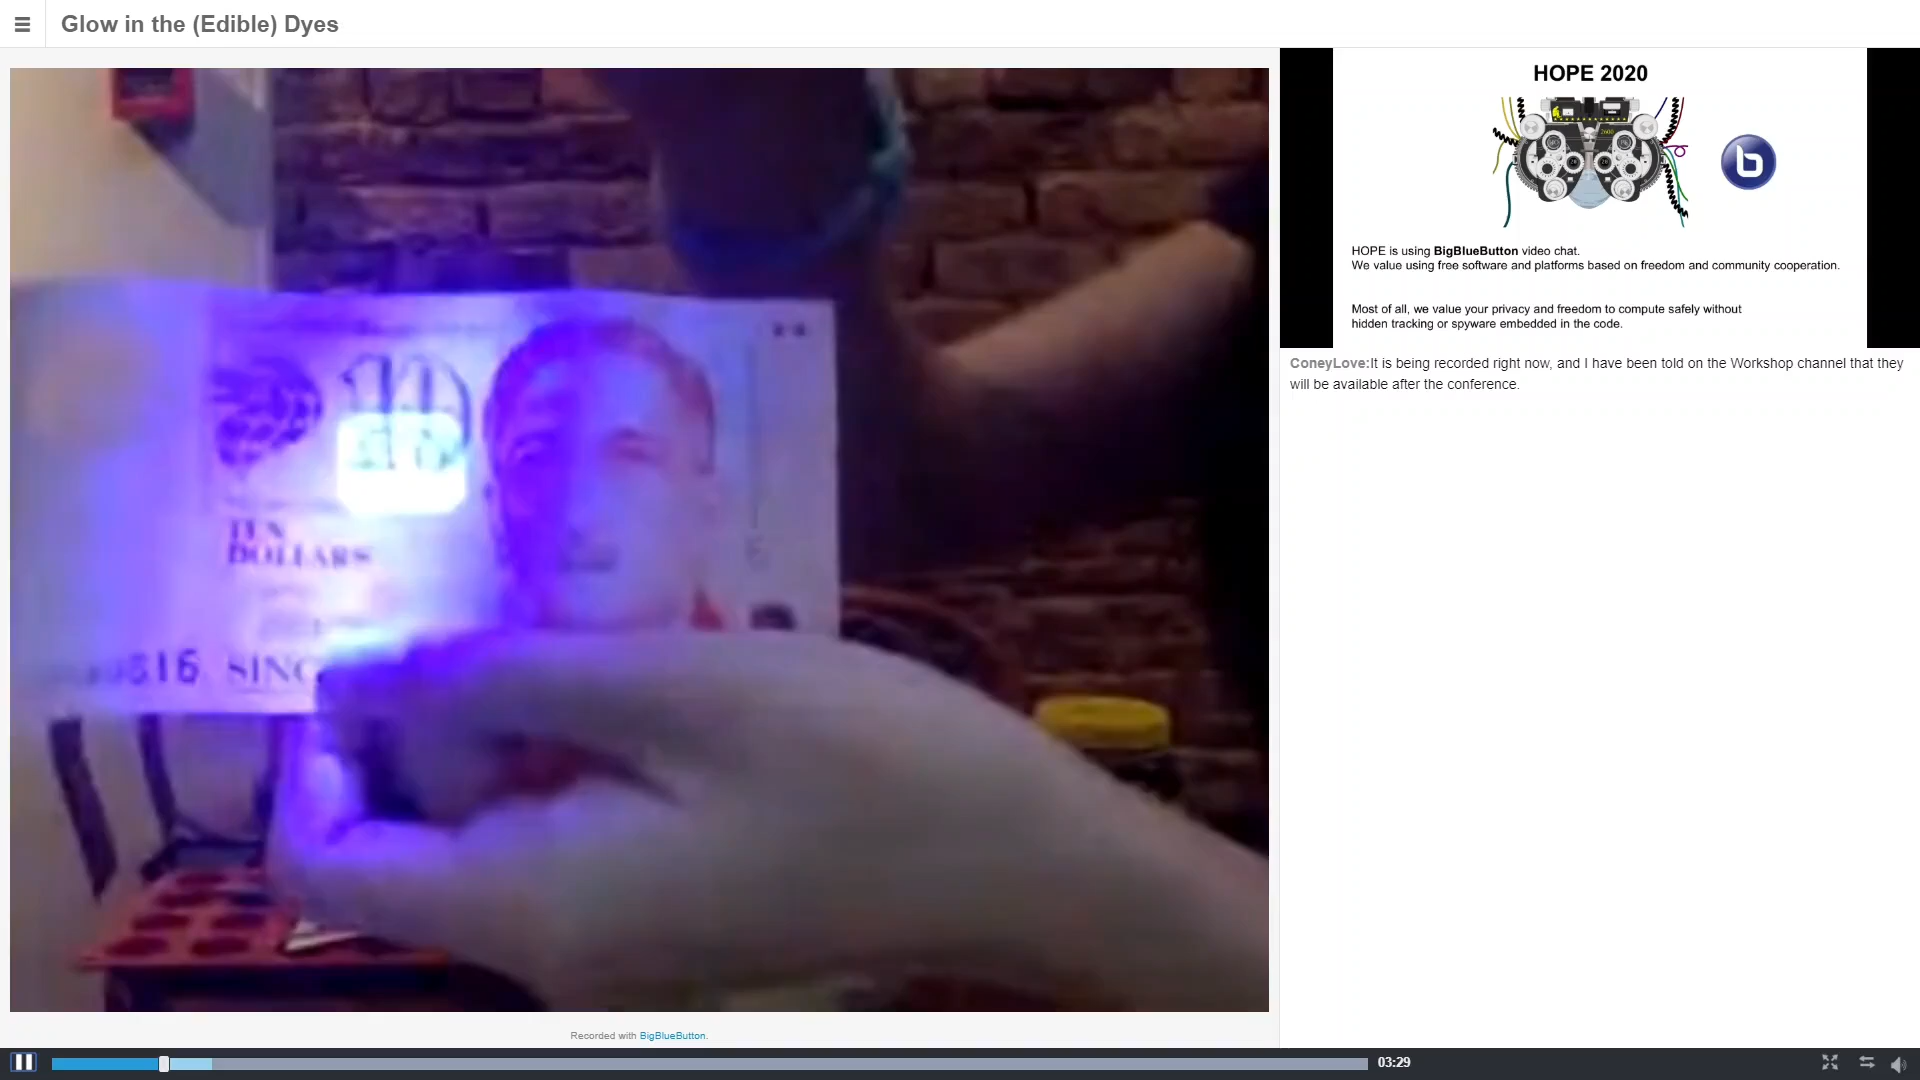 Glow in the (Edible) Dyes
HOPE 2020
2600
HOPE is using BigBlueButton video chat.
We value using free software and platforms based on freedom and community cooperation.
Most of all, we value your privacy and freedom to compute safely without
hidden tracking or spyware embedded in the code.
ConeyLove:It is being recorded right now, and I have been told on the Workshop channel that they
will be available after the conference.
TEN
DOLLARS
616 SING
Recorded with BigBlueButton.
03:29